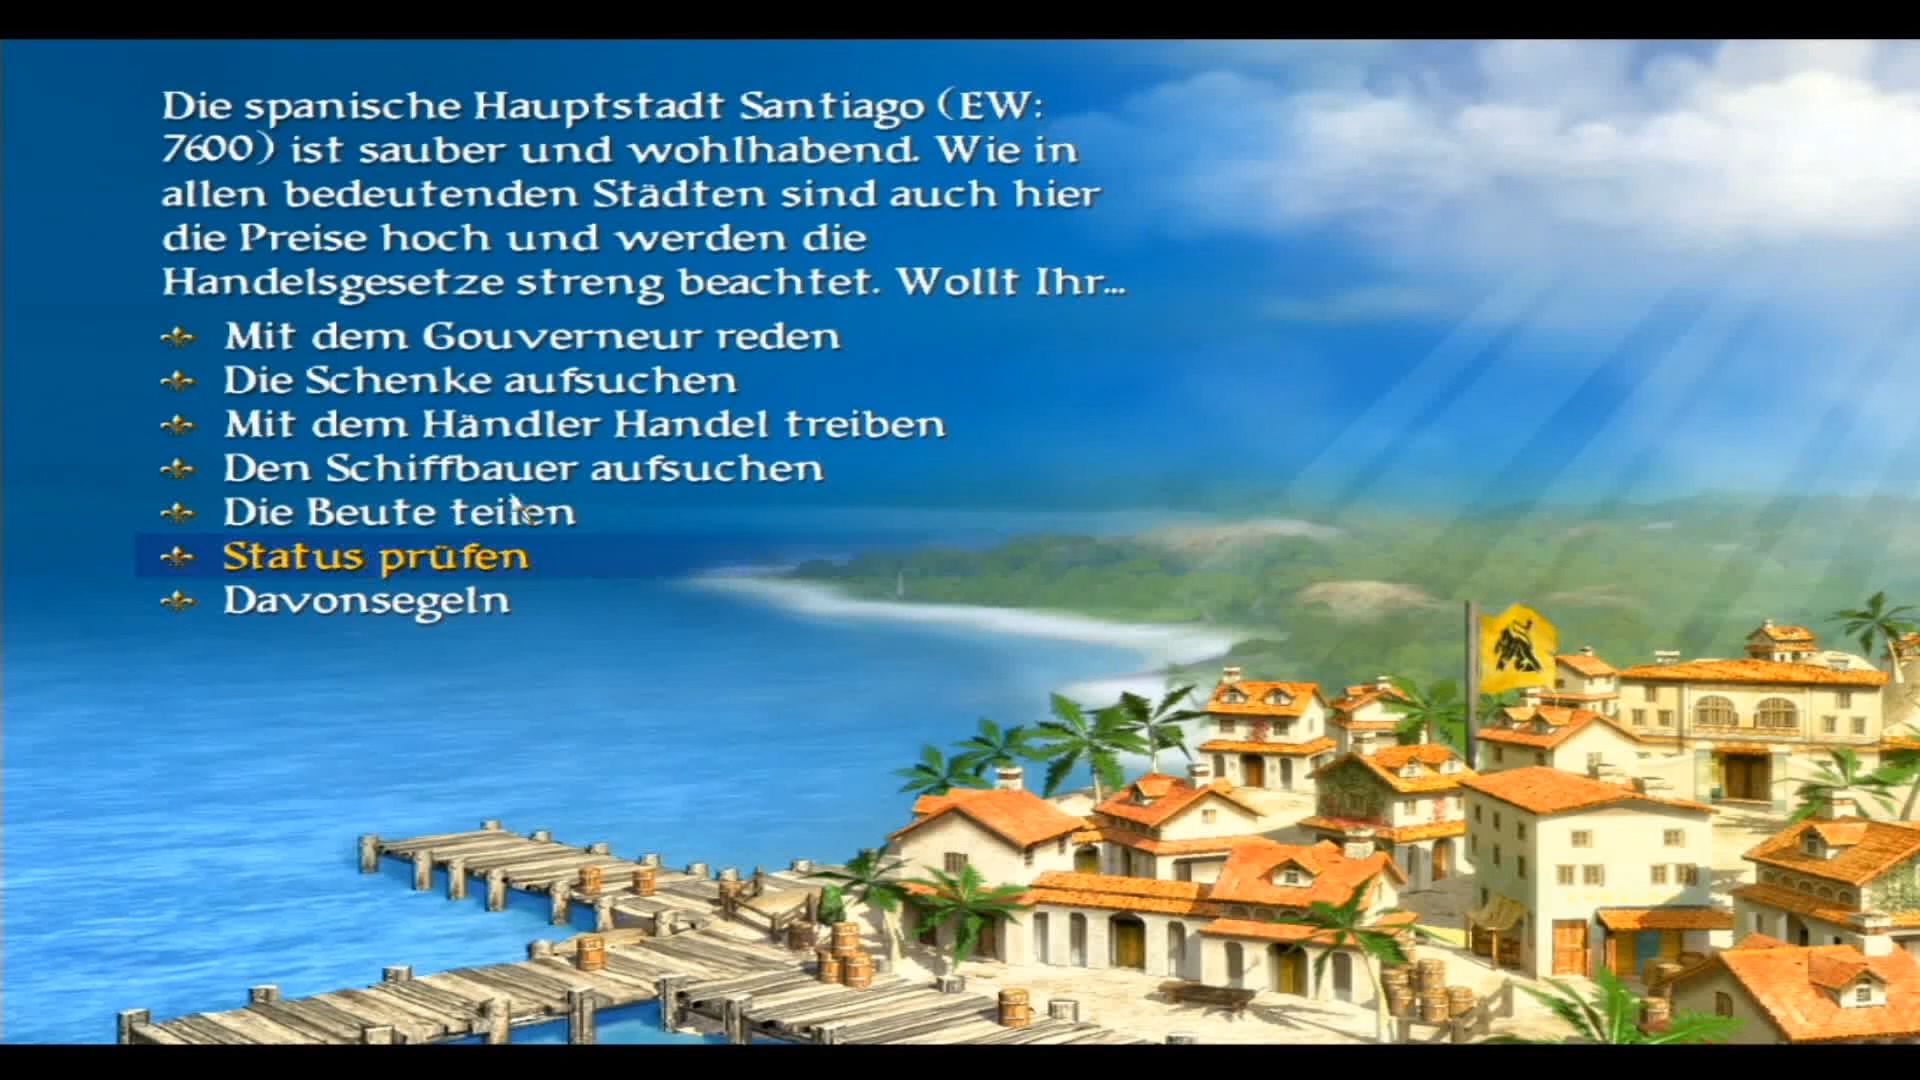 Die spanische Hauptstadt Santiago (EW:
7600) ist sauber und wohlhabend. Wie in
allen bedeutenden Städten sind auch hier
die Preise hoch und werden die
Handelsgesetze streng beachtet. Wollt Ihr...
Mit dem Gouverneur reden
Die Schenke aufsuchen
Mit dem Händler Handel treiben
Den Schiffbauer aufsuchen
Die Beute teilen
Status prüfen
Davonsegeln